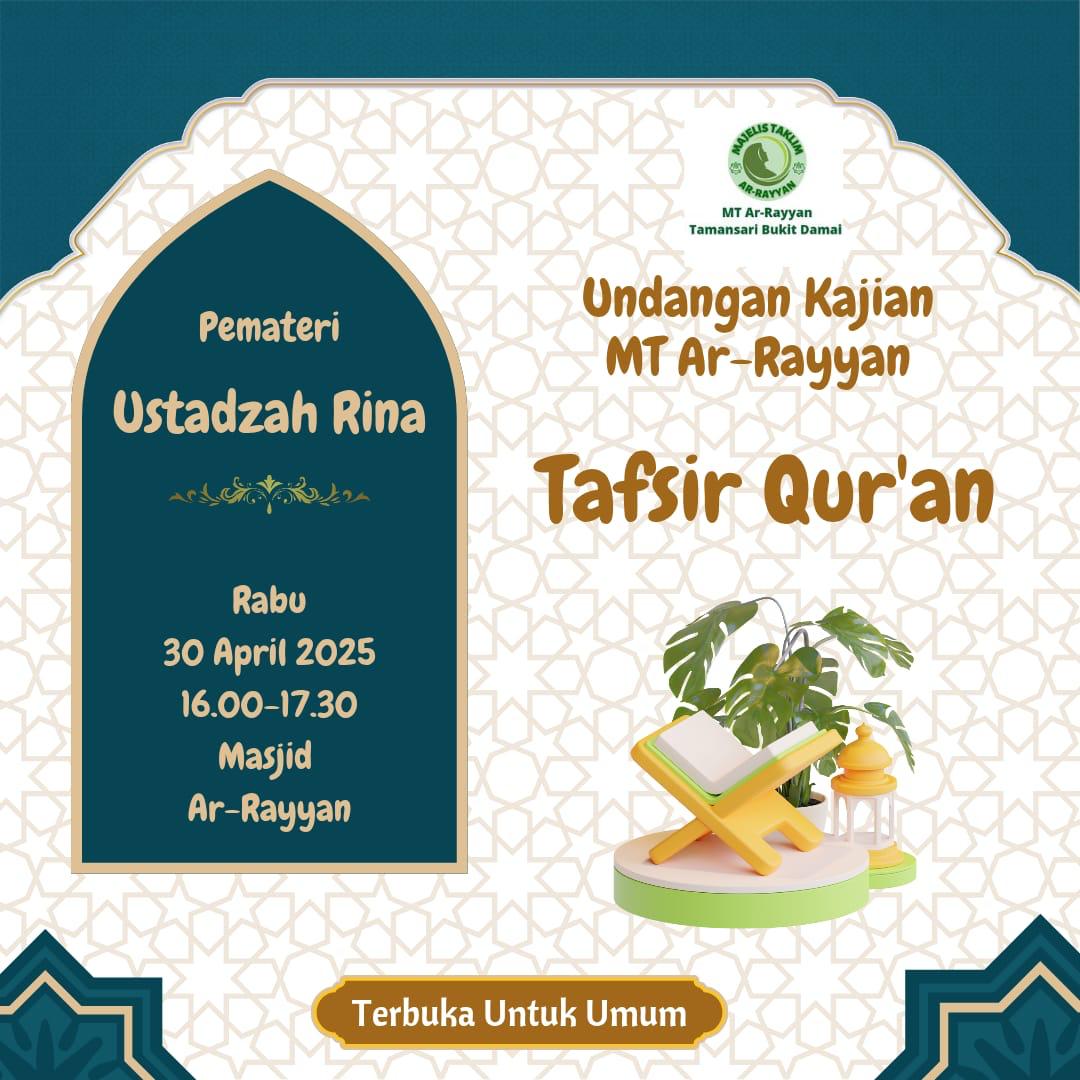 MAJELIS TAKLIM
AR-RAYYAN
MT Ar-Rayyan
Tamansari Bukit Damai
Undangan Kajian
MT Ar-Rayyan
Tafsir Qur'an
Pemateri
Ustadzah Rina
Rabu
30 April 2025
16.00-17.30
Masjid
Ar-Rayyan
Terbuka Untuk Umum